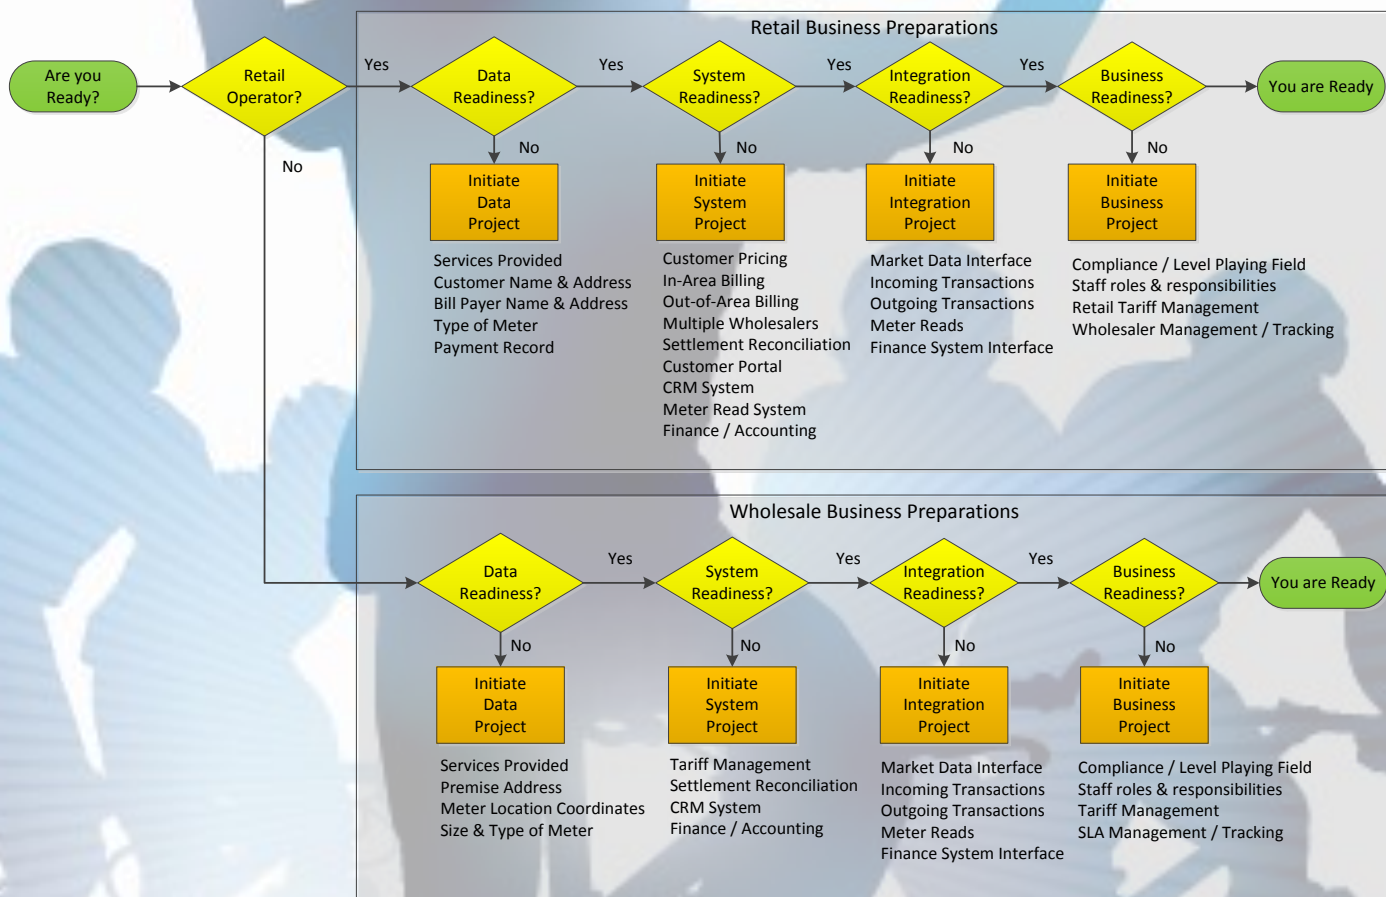 Retail Business Preparations
Are you
Ready?
Retail
Operator?
Yes
Data
Readiness?
Yes
System
Readiness?
Yes
Integration
Readiness?
Yes
Business
Readiness?
You are Ready
No
No
Initiate
Data
Project
No
Initiate
System
Project
No
Initiate
Integration
Project
No
Initiate
Business
Project
Services Provided
Customer Name & Address
Bill Payer Name & Address
Type of Meter
Payment Record
Customer Pricing
In-Area Billing
Out-of-Area Billing
Multiple Wholesalers
Settlement Reconciliation
Customer Portal
CRM System
Meter Read System
Finance / Accounting
Market Data Interface
Incoming Transactions
Outgoing Transactions
Meter Reads
Finance System Interface
Compliance / Level Playing Field
Staff roles & responsibilities
Retail Tariff Management
Wholesaler Management / Tracking
Wholesale Business Preparations
Data
Readiness?
Yes
System
Readiness?
Yes
Integration
Readiness?
Yes
Business
Readiness?
You are Ready
No
Initiate
Data
Project
No
Initiate
System
Project
No
Initiate
Integration
Project
No
Initiate
Business
Project
Services Provided
Premise Address
Meter Location Coordinates
Size & Type of Meter
Tariff Management
Settlement Reconciliation
CRM System
Finance / Accounting
Market Data Interface
Incoming Transactions
Outgoing Transactions
Meter Reads
Finance System Interface
Compliance / Level Playing Field
Staff roles & responsibilities
Tariff Management
SLA Management / Tracking